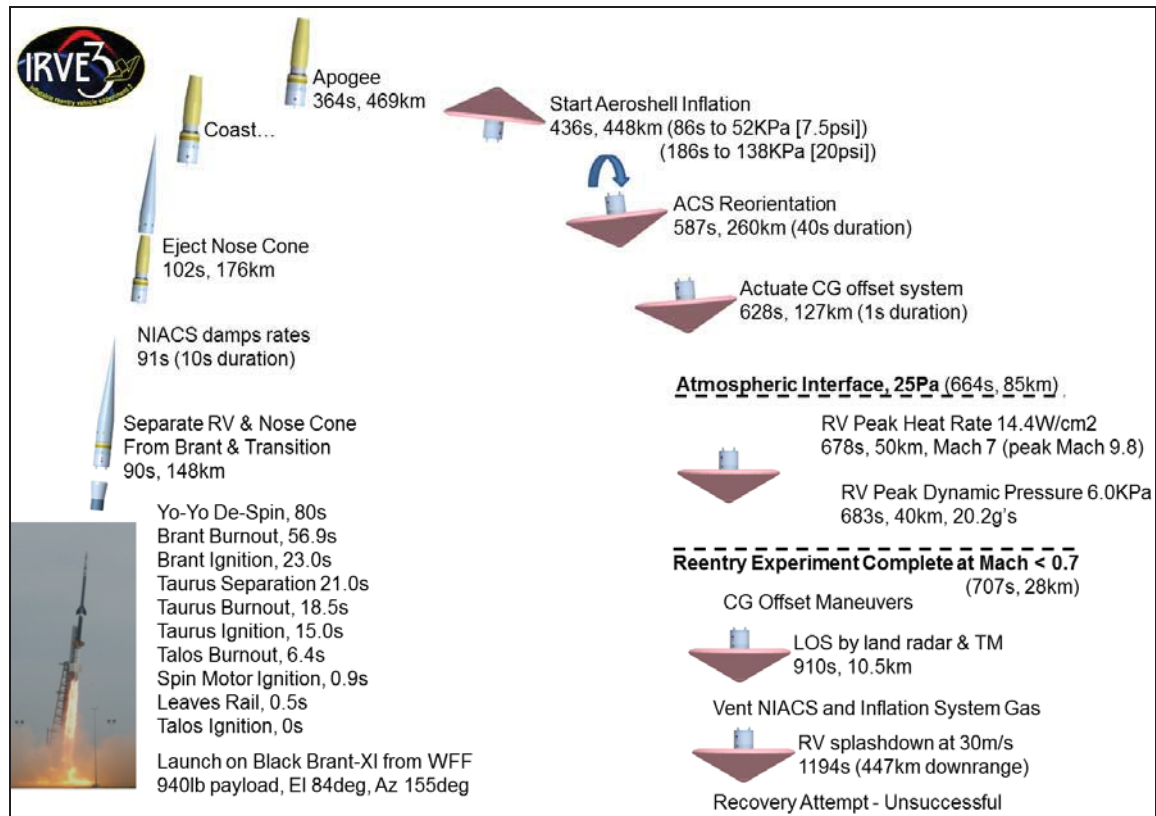 IRVE3
inflatable reentry vehicle experiment 3
Apogee
364s, 469km
Coast…
Eject Nose Cone
102s, 176km
NIACS damps rates
91s (10s duration)
Separate RV & Nose Cone
From Brant & Transition
90s, 148km
Yo-Yo De-Spin, 80s
Brant Burnout, 56.9s
Brant Ignition, 23.0s
Taurus Separation 21.0s
Taurus Burnout, 18.5s
Taurus Ignition, 15.0s
Talos Burnout, 6.4s
Spin Motor Ignition, 0.9s
Leaves Rail, 0.5s
Talos Ignition, 0s
Launch on Black Brant-XI from WFF
940lb payload, El 84deg, Az 155deg
Start Aeroshell Inflation
436s, 448km (86s to 52KPa [7.5psi])
(186s to 138KPa [20psi])
ACS Reorientation
587s, 260km (40s duration)
Actuate CG offset system
628s, 127km (1s duration)
Atmospheric Interface, 25Pa (664s, 85km)
RV Peak Heat Rate 14.4W/cm2
678s, 50km, Mach 7 (peak Mach 9.8)
RV Peak Dynamic Pressure 6.0KPa
683s, 40km, 20.2g's
Reentry Experiment Complete at Mach < 0.7
(707s, 28km)
CG Offset Maneuvers
LOS by land radar & TM
910s, 10.5km
Vent NIACS and Inflation System Gas
RV splashdown at 30m/s
1194s (447km downrange)
Recovery Attempt - Unsuccessful